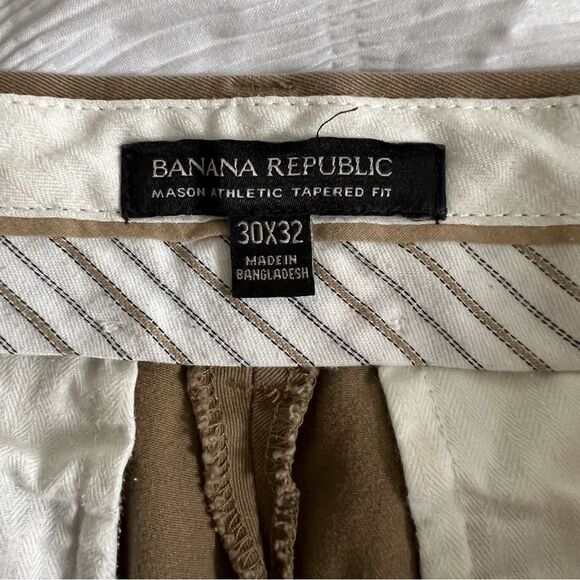 BANANA REPUBLIC
MASON ATHLETIC TAPERED FIT
30X32
MADE IN
BANGLADESH